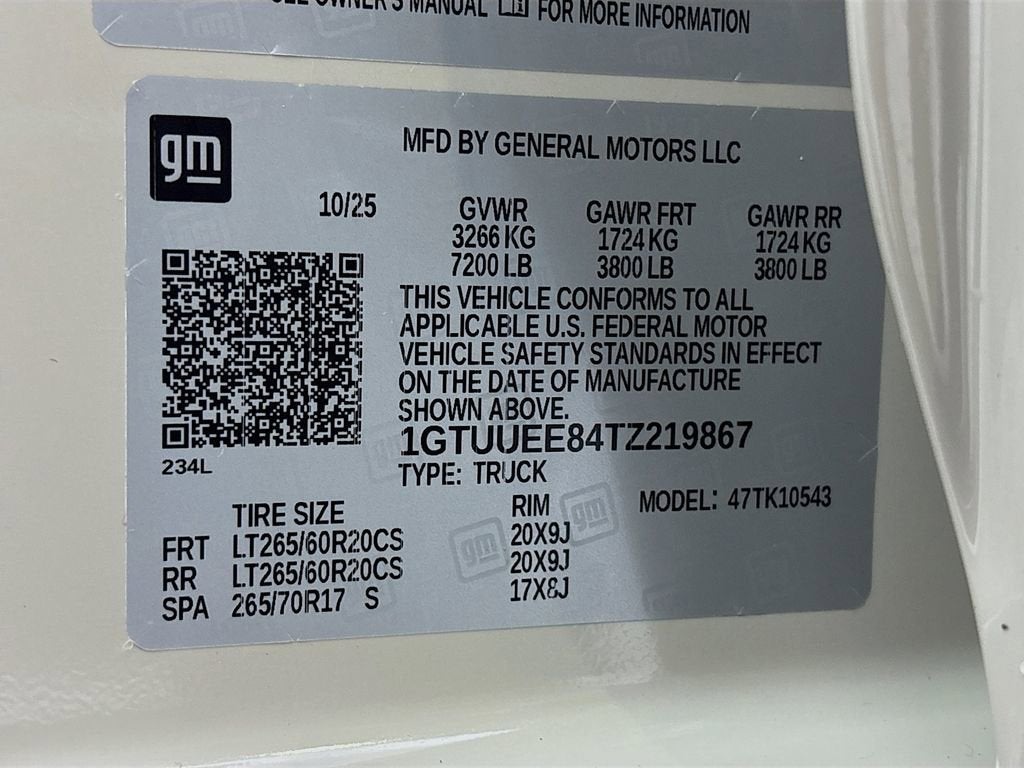 SEE OWNER'S MANUAL FOR MORE INFORMATION
gm
MFD BY GENERAL MOTORS LLC
10/25
GVWR GAWR FRT GAWR RR
3266 KG 1724 KG 1724 KG
7200 LB 3800 LB 3800 LB
THIS VEHICLE CONFORMS TO ALL
APPLICABLE U.S. FEDERAL MOTOR
VEHICLE SAFETY STANDARDS IN EFFECT
ON THE DATE OF MANUFACTURE
SHOWN ABOVE.
1GTUUEE84TZ219867
234L
TYPE: TRUCK
TIRE SIZE RIM MODEL: 47TK10543
FRT LT265/60R20CS 20X9J
RR LT265/60R20CS 20X9J
SPA 265/70R17 S 17X8J
gm
gm